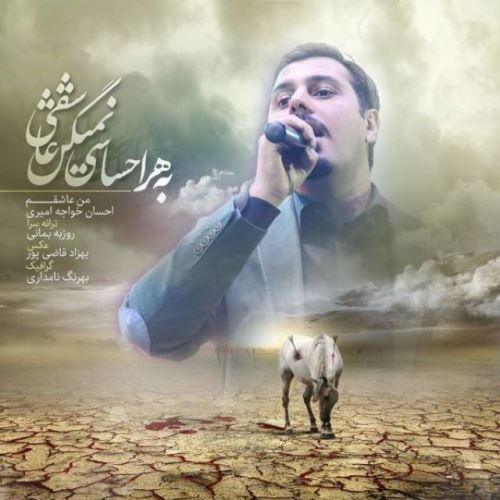 به هر احساسی نمیگن عاشقی
من عاشقم
احسان خواجه امیری
ترانه سرا
روزبه بمانی
عکس
بهزاد قاضی پور
گرافیک
بهرنگ نامداری